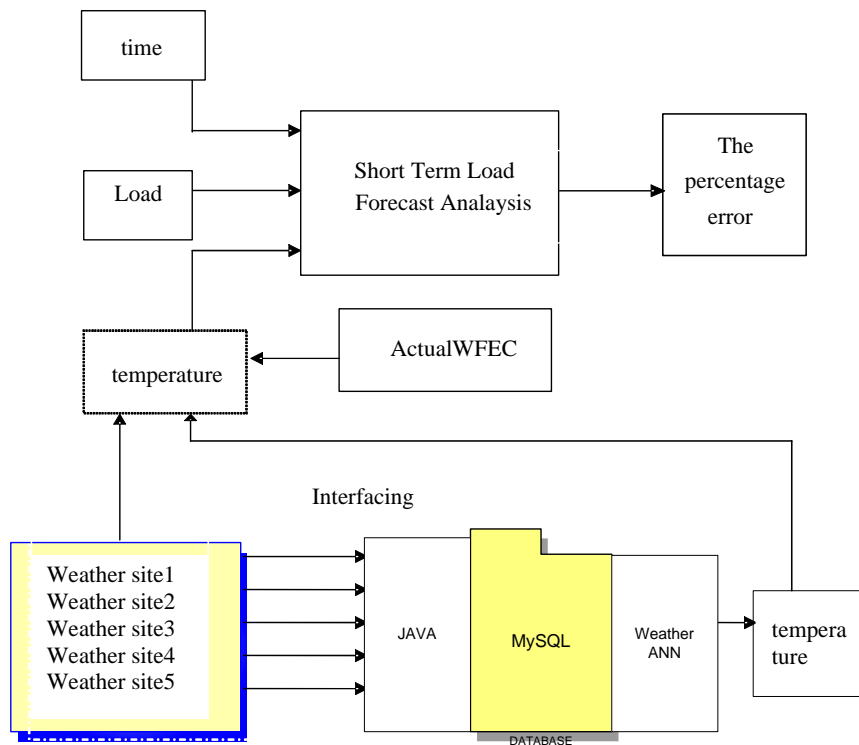 time
Load
Short Term Load
Forecast Analaysis
The
percentage
error
temperature
ActualWFEC
Interfacing
Weather site1
Weather site2
Weather site3
Weather site4
Weather site5
JAVA
MySQL
DATABASE
Weather
ANN
tempera
ture